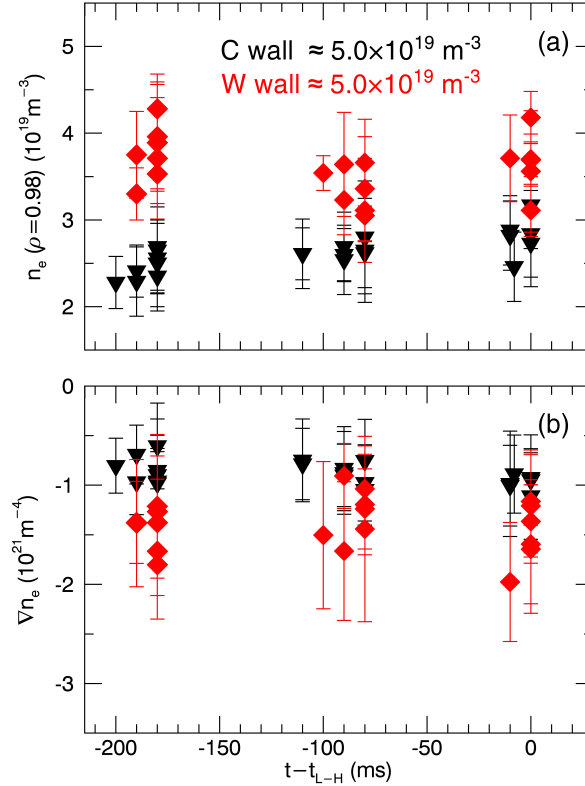 (a)
C wall ≈ 5.0×10¹⁹ m⁻³
W wall ≈ 5.0×10¹⁹ m⁻³
5
4
3
2
nₑ (ρ=0.98) (10¹⁹m⁻³)
(b)
0
-1
-2
-3
∇nₑ (10²¹m⁻⁴)
-200 -150 -100 -50 0
t−t_L−H (ms)